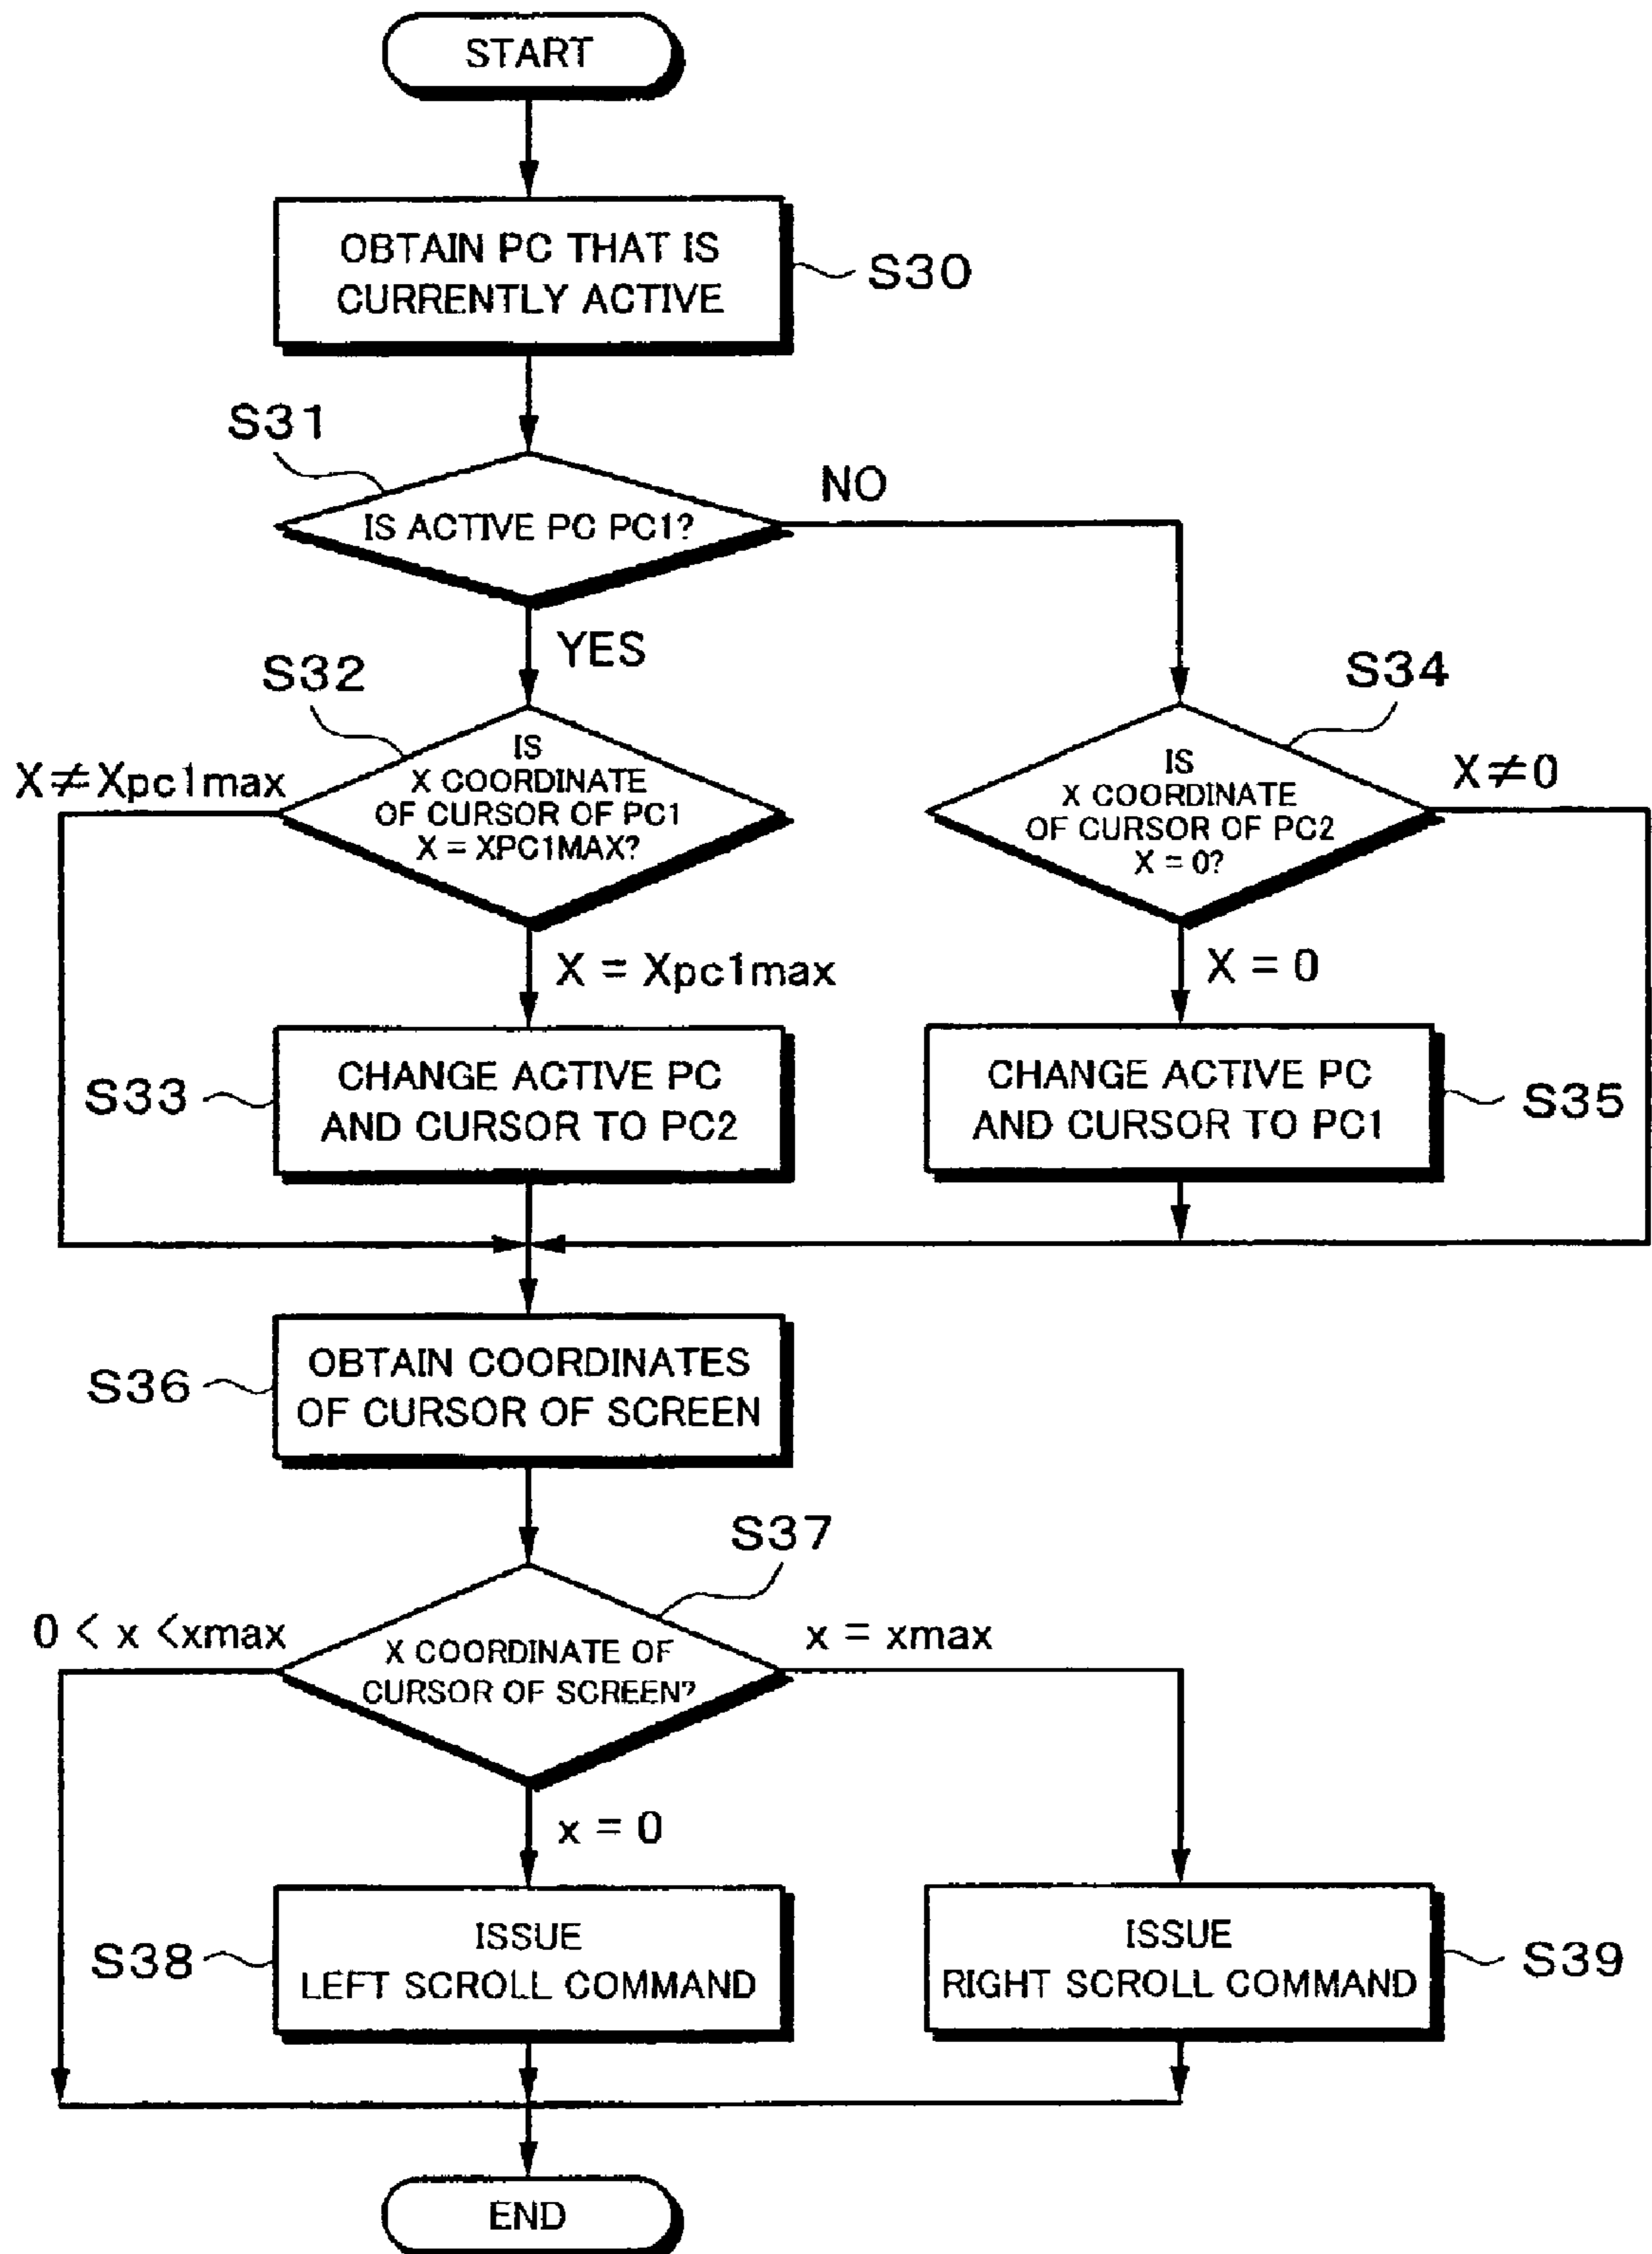 START
OBTAIN PC THAT IS
CURRENTLY ACTIVE
S30
S31
IS ACTIVE PC PC1?
NO
YES
S32
IS
X COORDINATE
OF CURSOR OF PC1
X = XPC1MAX?
X≠Xpc1max
X = Xpc1max
S34
IS
X COORDINATE
OF CURSOR OF PC2
X = 0?
X≠0
X = 0
S33
CHANGE ACTIVE PC
AND CURSOR TO PC2
CHANGE ACTIVE PC
AND CURSOR TO PC1
S35
S36
OBTAIN COORDINATES
OF CURSOR OF SCREEN
S37
X COORDINATE OF
CURSOR OF SCREEN?
0 < x <xmax
x = xmax
x = 0
S38
ISSUE
LEFT SCROLL COMMAND
ISSUE
RIGHT SCROLL COMMAND
S39
END